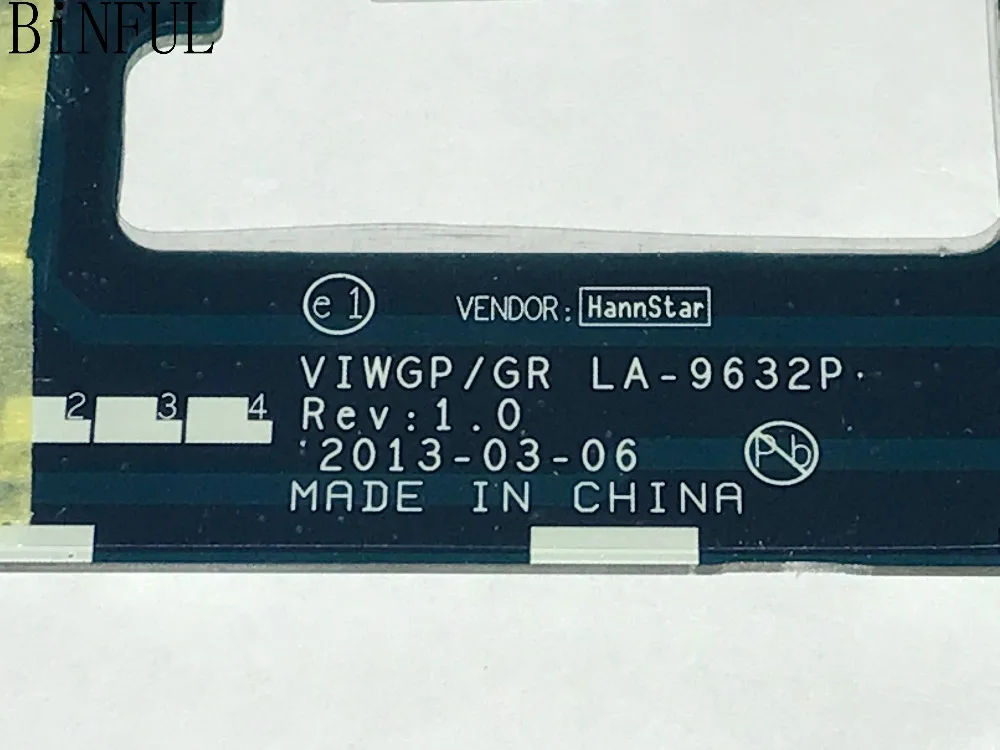 BiNFUL
e 1
VENDOR: HannStar
VIWGP/GR LA-9632P
2 3 4
Rev:1.0
2013-03-06
Pb
MADE IN CHINA